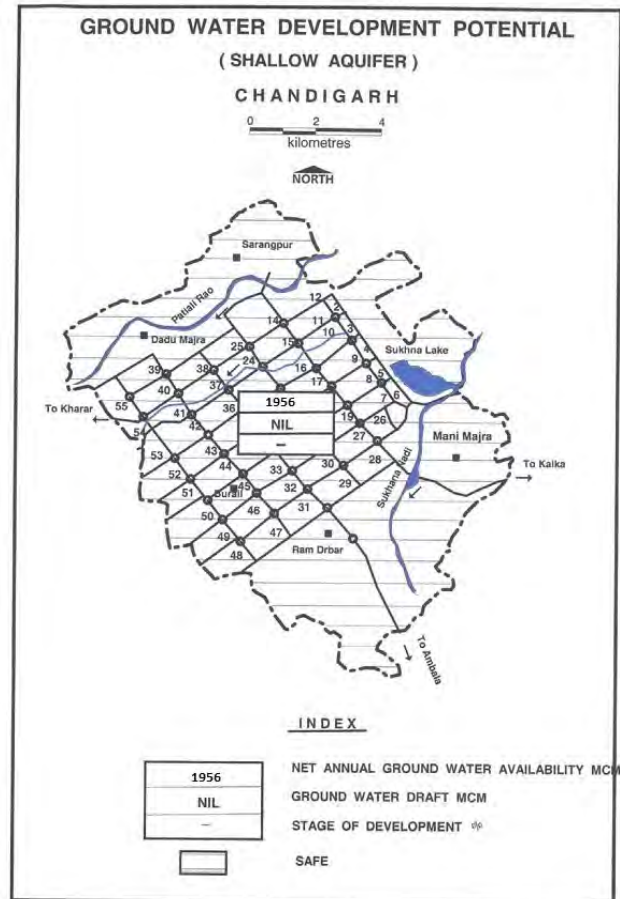 GROUND WATER DEVELOPMENT POTENTIAL
( SHALLOW AQUIFER )
CHANDIGARH
0 2 4
kilometres
NORTH
Sarangpur
Patiali Rao
12
2
11
3
14
10
Dadu Majra
15
4
Sukhna Lake
25
9
24
16
5
39
38
8
6
17
7
37
55
40
To Kharar
41
36
1956
19
26
54
42
NIL
27
Mani Majra
–
28
53
43
To Kalka
44
33
30
52
45
29
Sukhana Nadi
51
Burail
32
46
31
50
47
49
Ram Drbar
48
To Ambala
INDEX
1956 NET ANNUAL GROUND WATER AVAILABILITY MCM
NIL GROUND WATER DRAFT MCM
– STAGE OF DEVELOPMENT %
SAFE